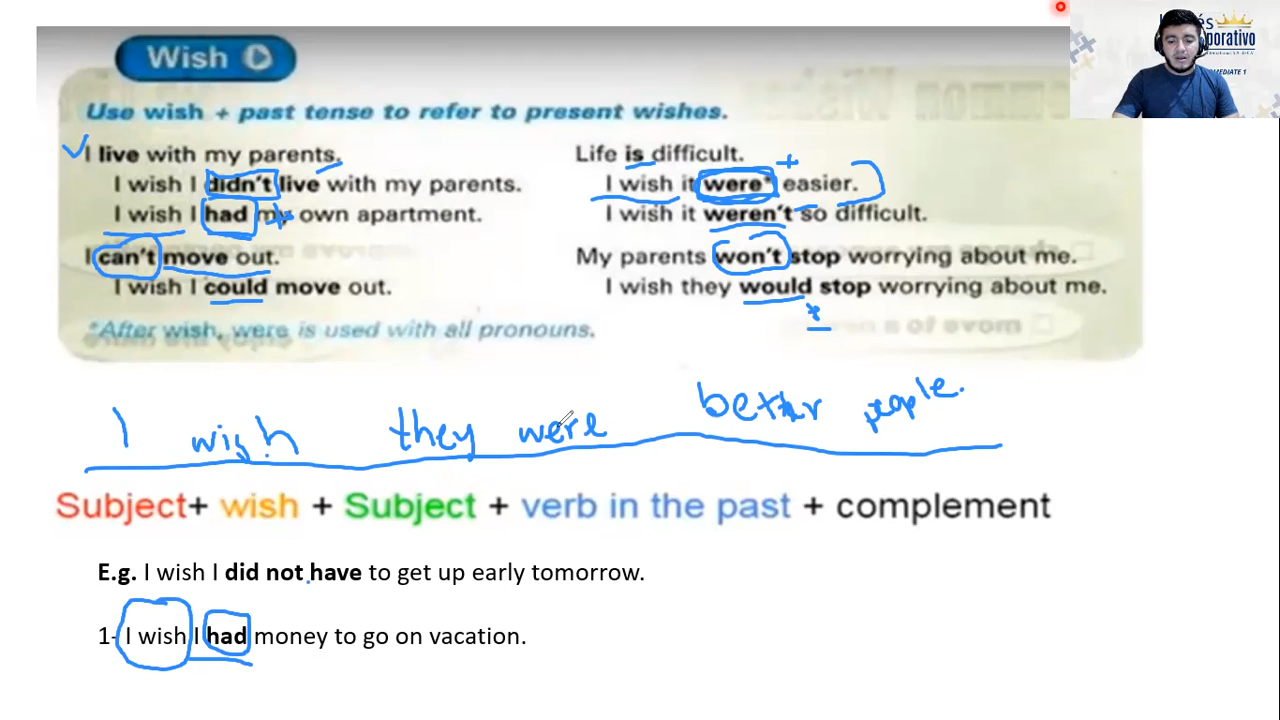 Wish
Use wish + past tense to refer to present wishes.
I live with my parents.
I wish I didn't live with my parents.
I wish I had my own apartment.
I can't move out.
I wish I could move out.
*After wish, were is used with all pronouns.
Life is difficult.
I wish it were* easier.
I wish it weren't so difficult.
My parents won't stop worrying about me.
I wish they would stop worrying about me.
I wish they were better people.
Subject+ wish + Subject + verb in the past + complement
E.g. I wish I did not have to get up early tomorrow.
1- I wish I had money to go on vacation.